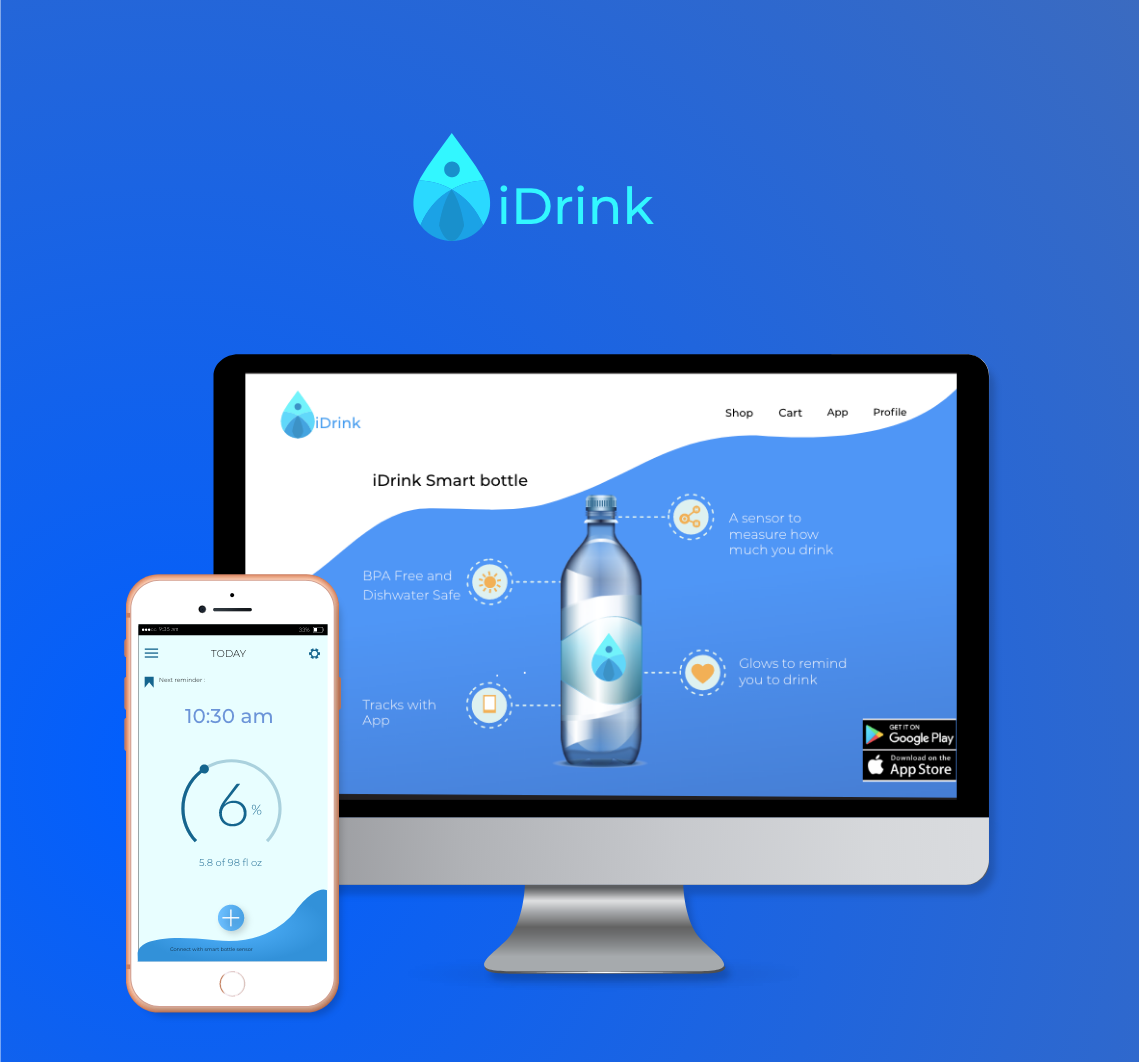 iDrink
iDrink
Shop Cart App Profile
iDrink Smart bottle
A sensor to
measure how
much you drink
BPA Free and
Dishwater Safe
Glows to remind
you to drink
Tracks with
App
GET IT ON
Google Play
Download on the
App Store
9:35 am 33%
TODAY
Next reminder :
10:30 am
6 %
5.8 of 98 fl oz
Connect with smart bottle sensor